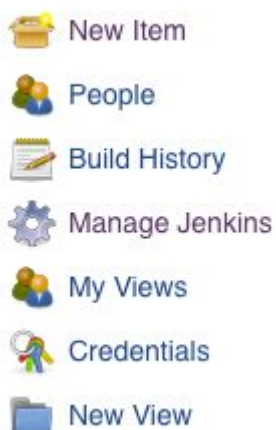 New Item
People
Build History
Manage Jenkins
My Views
Credentials
New View